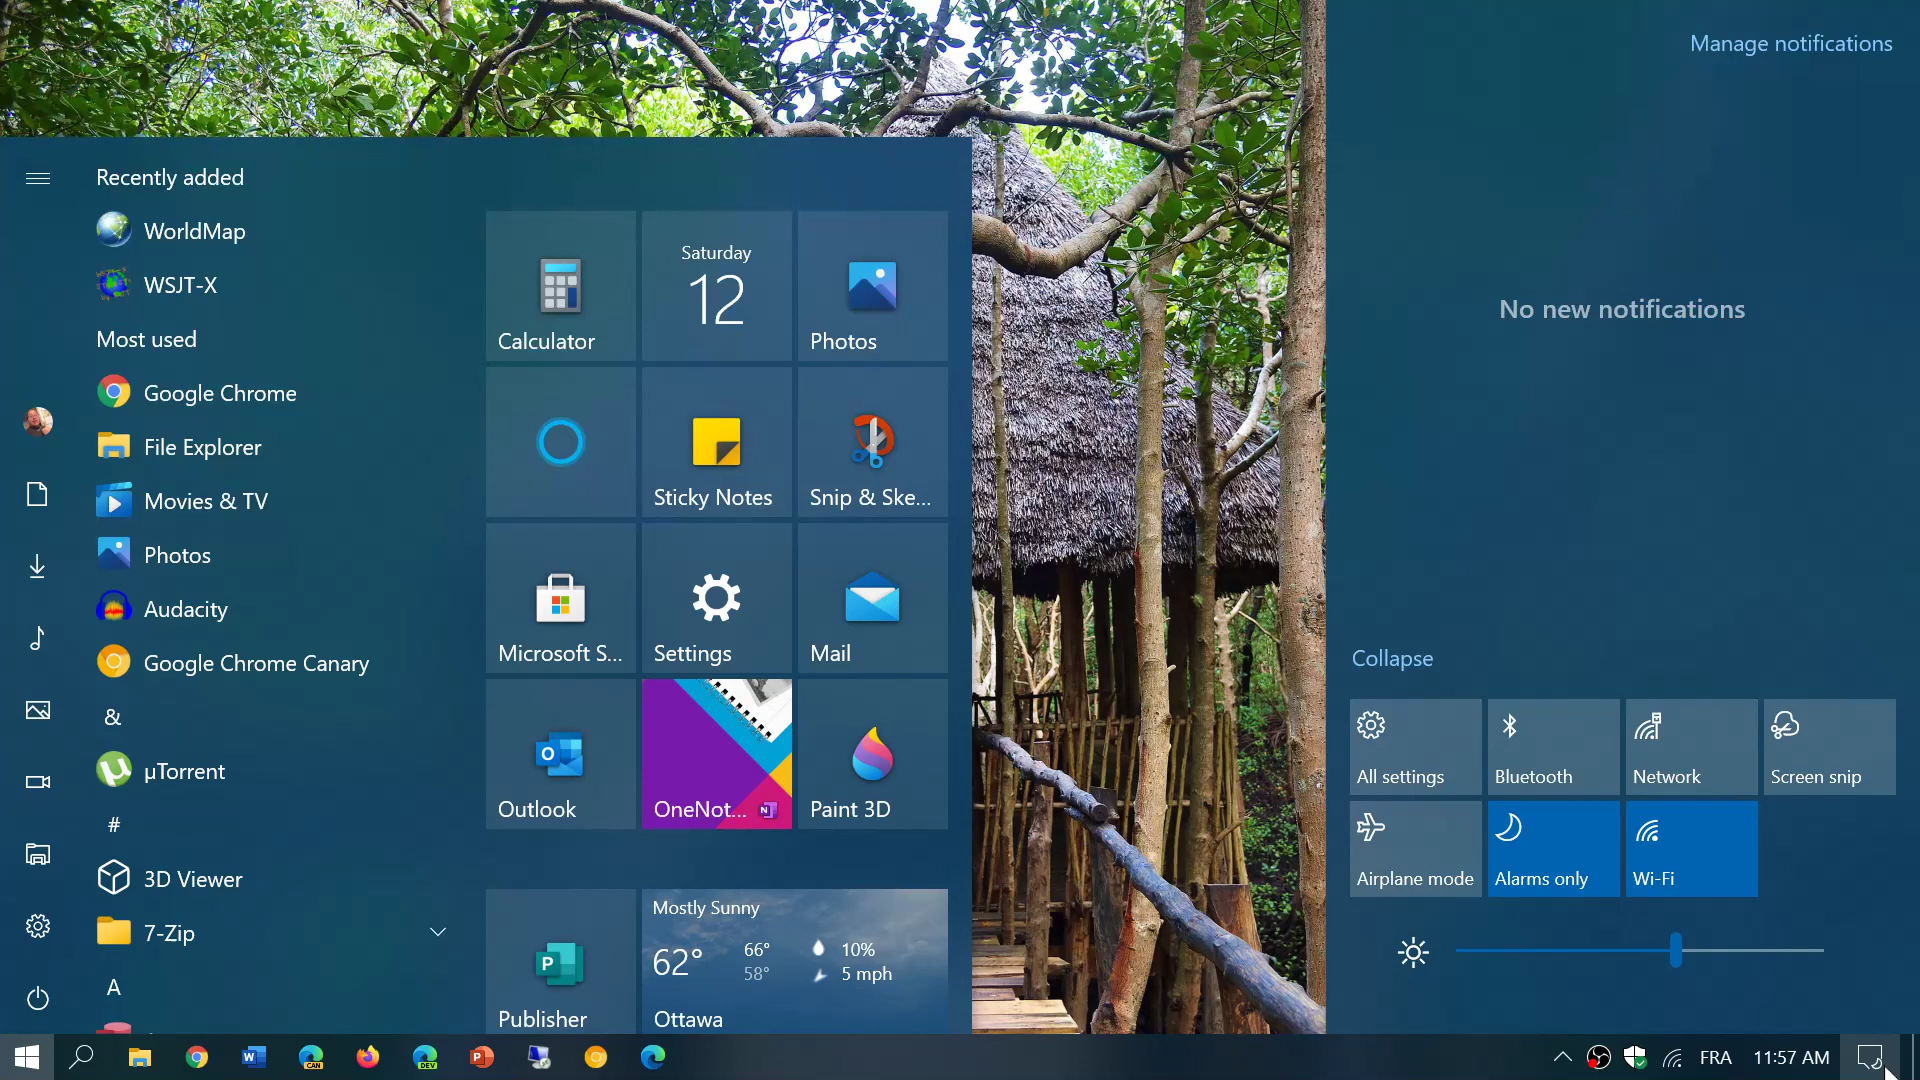 Manage notifications
No new notifications
Recently added
WorldMap
WSJT-X
Most used
Google Chrome
File Explorer
Movies & TV
Photos
Audacity
Google Chrome Canary
&
µTorrent
#
3D Viewer
7-Zip
A
Calculator
Saturday
12
Photos
Sticky Notes
Snip & Ske...
Microsoft S...
Settings
Mail
Outlook
OneNot...
N
Paint 3D
Publisher
Mostly Sunny
62° 66° 10%
58° 5 mph
Ottawa
Collapse
All settings
Bluetooth
Network
Screen snip
Airplane mode
Alarms only
Wi-Fi
CAN
DEV
FRA
11:57 AM